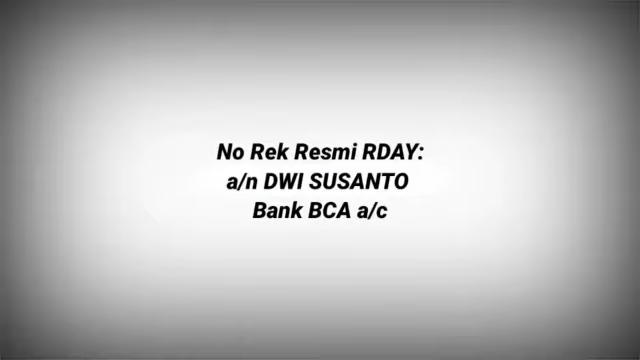 No Rek Resmi RDAY:
a/n DWI SUSANTO
Bank BCA a/c